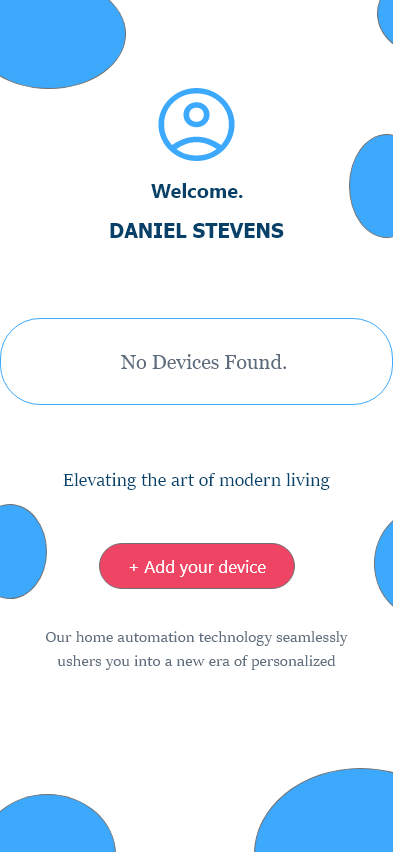 Welcome.
DANIEL STEVENS
No Devices Found.
Elevating the art of modern living
+ Add your device
Our home automation technology seamlessly
ushers you into a new era of personalized